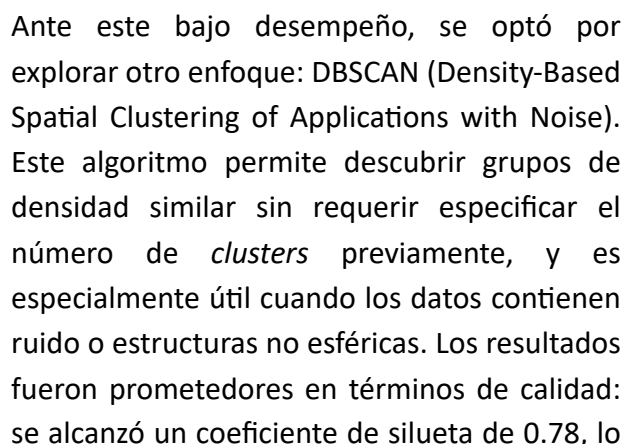 Ante este bajo desempeño, se optó por
explorar otro enfoque: DBSCAN (Density-Based
Spatial Clustering of Applications with Noise).
Este algoritmo permite descubrir grupos de
densidad similar sin requerir especificar el
número de clusters previamente, y es
especialmente útil cuando los datos contienen
ruido o estructuras no esféricas. Los resultados
fueron prometedores en términos de calidad:
se alcanzó un coeficiente de silueta de 0.78, lo